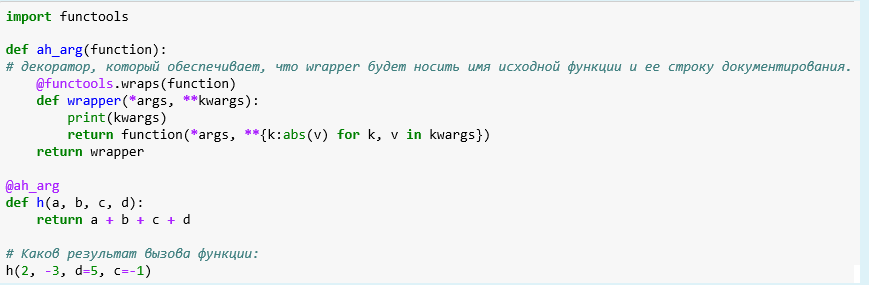 import functools
def ah_arg(function):
# декоратор, который обеспечивает, что wrapper будет носить имя исходной функции и ее строку документирования.
    @functools.wraps(function)
    def wrapper(*args, **kwargs):
        print(kwargs)
        return function(*args, **{k:abs(v) for k, v in kwargs})
    return wrapper
@ah_arg
def h(a, b, c, d):
    return a + b + c + d
# Каков результат вызова функции:
h(2, -3, d=5, c=-1)